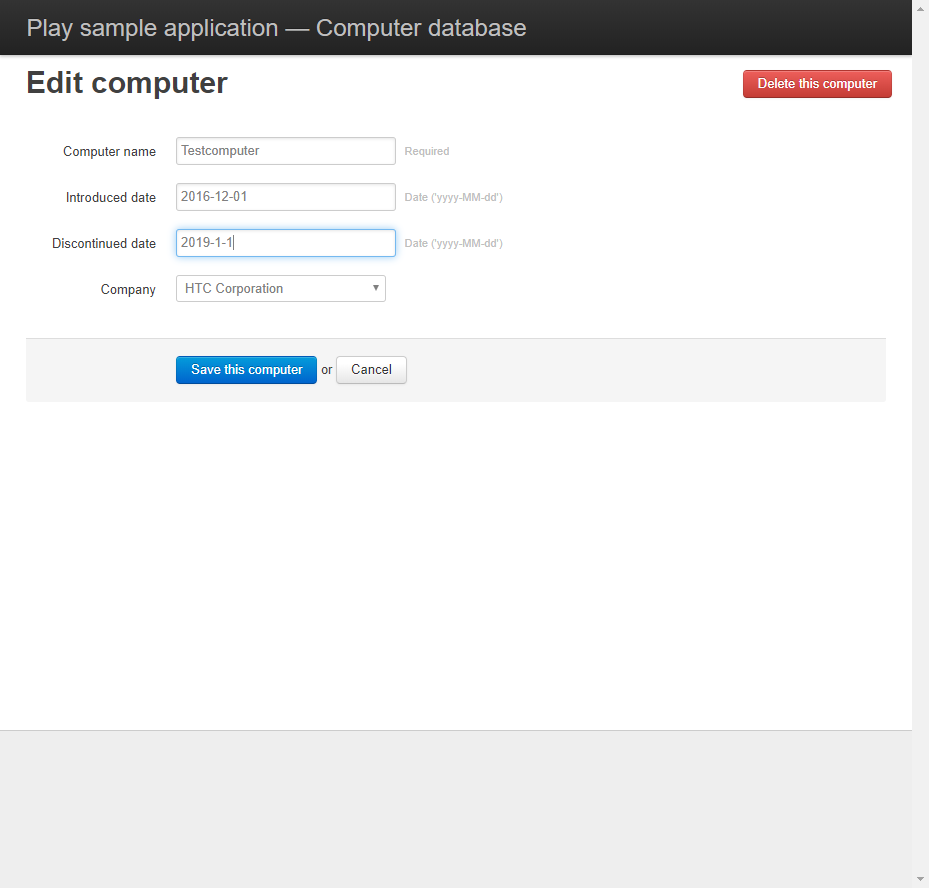 Play sample application — Computer database
Edit computer
Delete this computer
Computer name Testcomputer Required
Introduced date 2016-12-01 Date ('yyyy-MM-dd')
Discontinued date 2019-1-1 Date ('yyyy-MM-dd')
Company HTC Corporation
Save this computer or Cancel